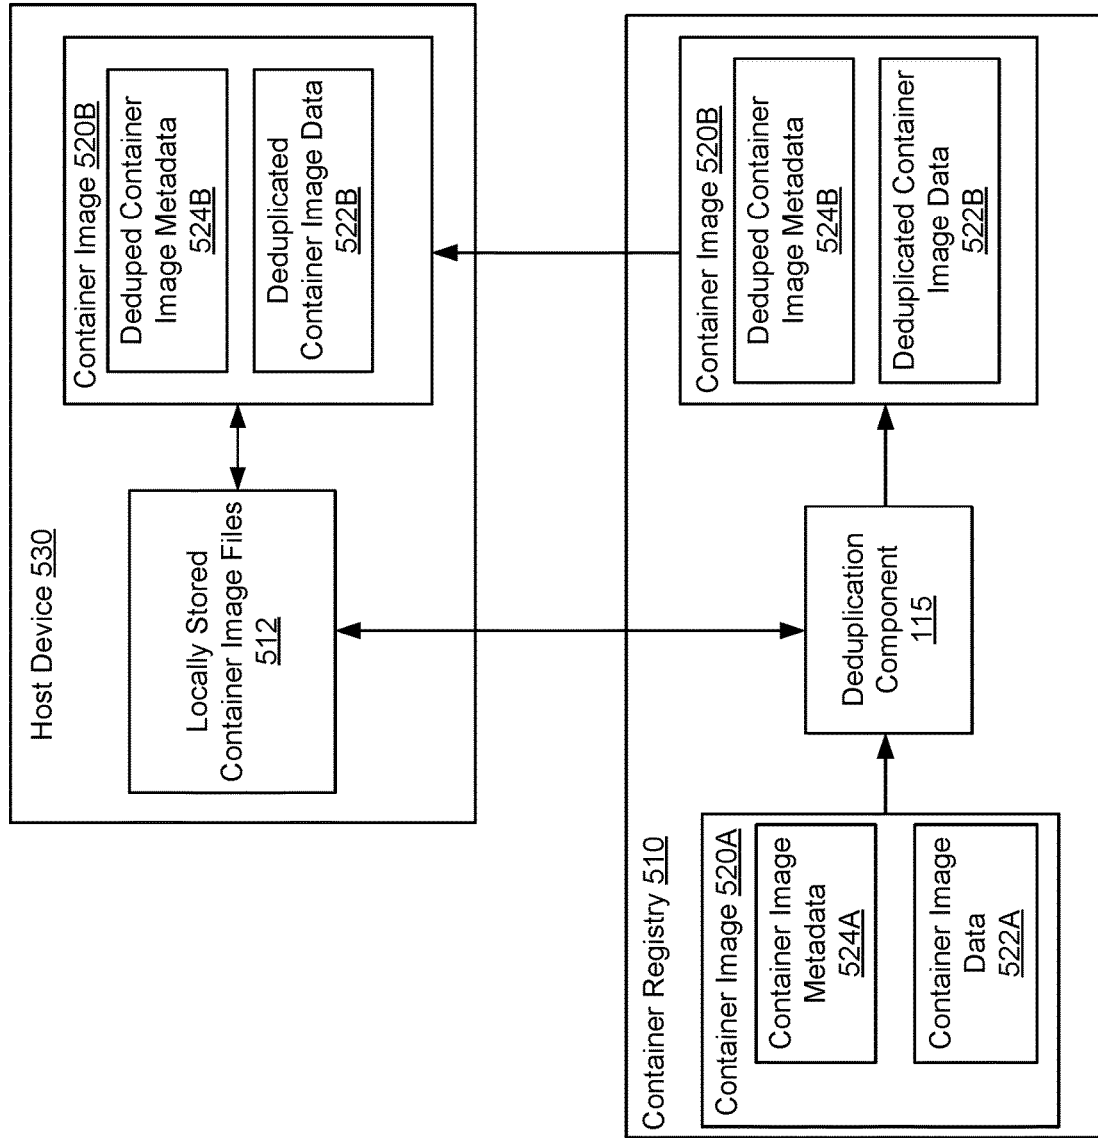 Host Device 530
Locally Stored
Container Image Files
512
Container Image 520B
Deduped Container
Image Metadata
524B
Deduplicated
Container Image Data
522B
Container Registry 510
Container Image 520A
Container Image
Metadata
524A
Container Image
Data
522A
Deduplication
Component
115
Container Image 520B
Deduped Container
Image Metadata
524B
Deduplicated Container
Image Data
522B